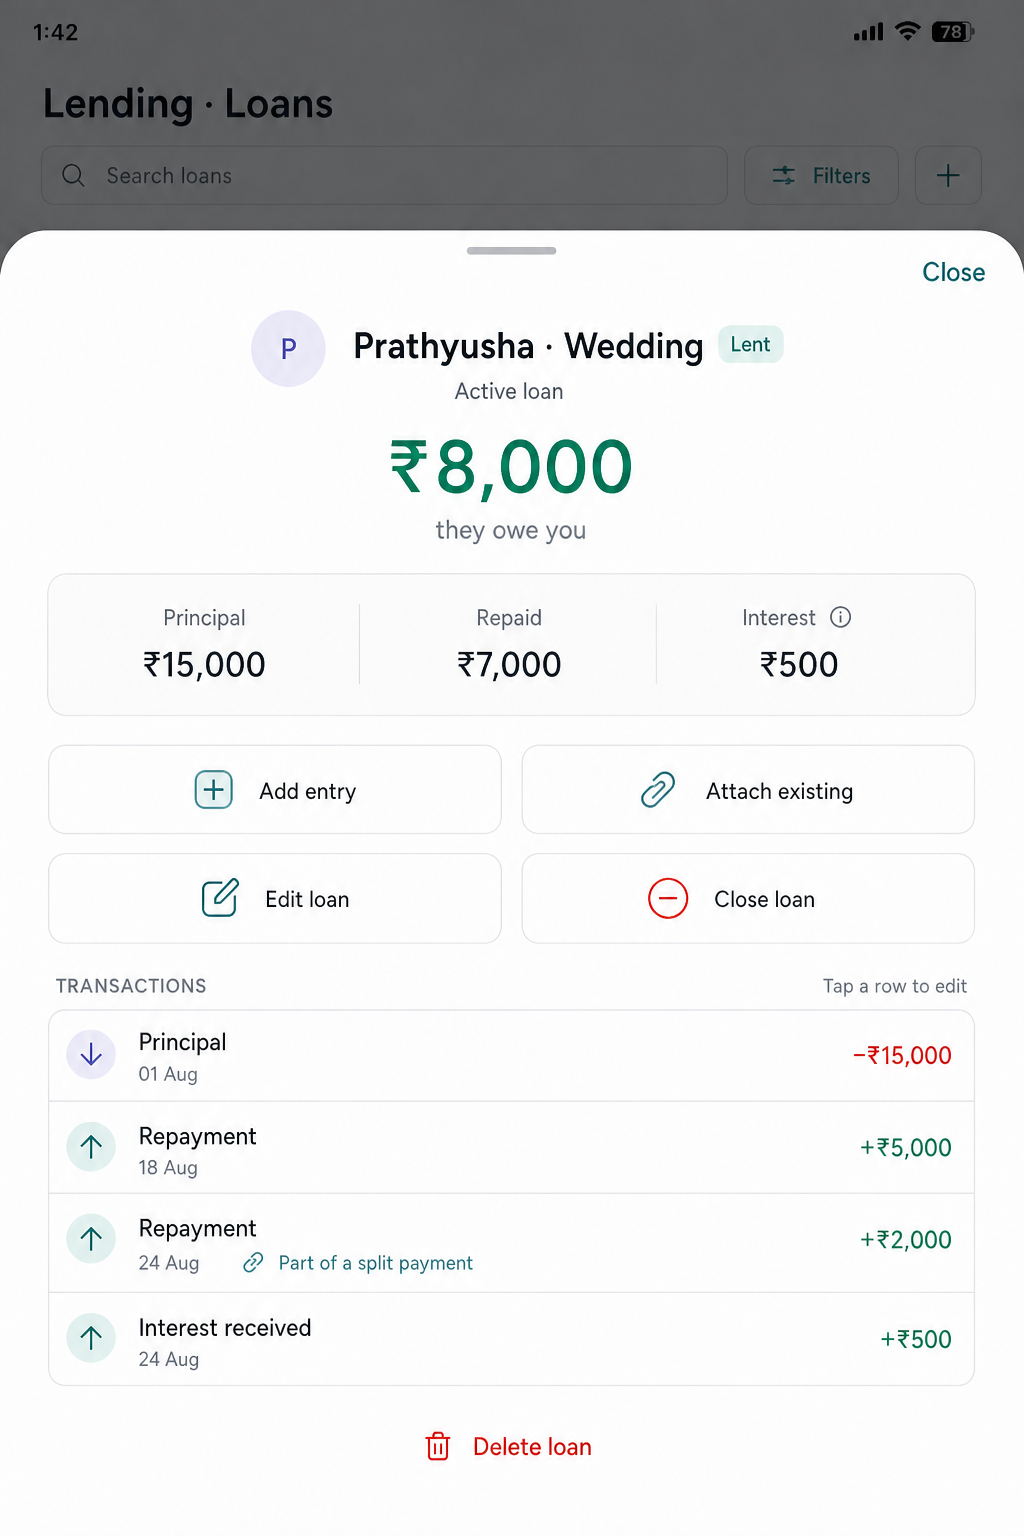 1:42
78
Lending · Loans
Search loans
Filters
Close
P
Prathyusha · Wedding
Lent
Active loan
₹8,000
they owe you
Principal
₹15,000
Repaid
₹7,000
Interest
₹500
Add entry
Attach existing
Edit loan
Close loan
TRANSACTIONS
Tap a row to edit
Principal
−₹15,000
01 Aug
Repayment
+₹5,000
18 Aug
Repayment
+₹2,000
24 Aug
Part of a split payment
Interest received
+₹500
24 Aug
Delete loan